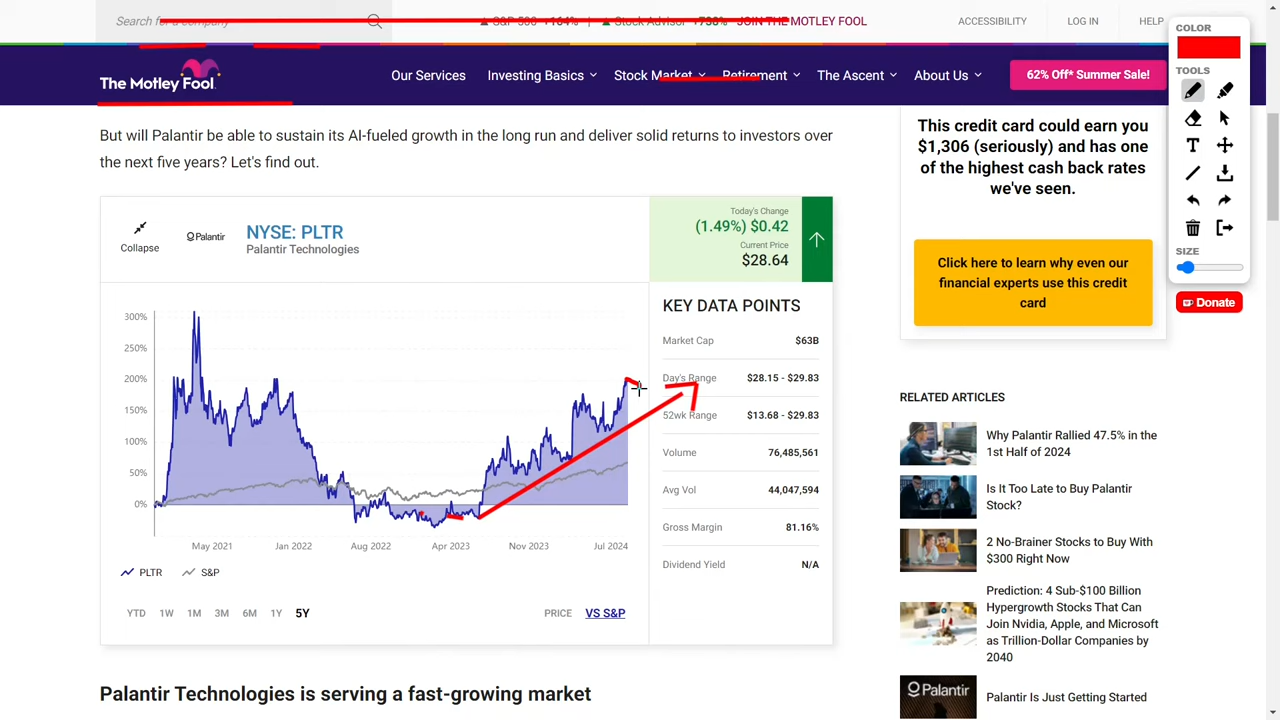 Search for a company
S&P 500 +164% | Stock Advisor +750% JOIN THE MOTLEY FOOL
ACCESSIBILITY LOG IN HELP
The Motley Fool
Our Services Investing Basics Stock Market Retirement The Ascent About Us 62% Off* Summer Sale!
But will Palantir be able to sustain its AI-fueled growth in the long run and deliver solid returns to investors over
the next five years? Let's find out.
Collapse
Palantir
NYSE: PLTR
Palantir Technologies
Today's Change
(1.49%) $0.42
Current Price
$28.64
300%
250%
200%
150%
100%
50%
0%
May 2021 Jan 2022 Aug 2022 Apr 2023 Nov 2023 Jul 2024
PLTR S&P
YTD 1W 1M 3M 6M 1Y 5Y PRICE VS S&P
KEY DATA POINTS
Market Cap $63B
Day's Range $28.15 - $29.83
52wk Range $13.68 - $29.83
Volume 76,485,561
Avg Vol 44,047,594
Gross Margin 81.16%
Dividend Yield N/A
Palantir Technologies is serving a fast-growing market
This credit card could earn you
$1,306 (seriously) and has one
of the highest cash back rates
we've seen.
Click here to learn why even our
financial experts use this credit
card
RELATED ARTICLES
Why Palantir Rallied 47.5% in the
1st Half of 2024
Is It Too Late to Buy Palantir
Stock?
2 No-Brainer Stocks to Buy With
$300 Right Now
Prediction: 4 Sub-$100 Billion
Hypergrowth Stocks That Can
Join Nvidia, Apple, and Microsoft
as Trillion-Dollar Companies by
2040
Palantir
Palantir Is Just Getting Started
COLOR
TOOLS
T
SIZE
Donate